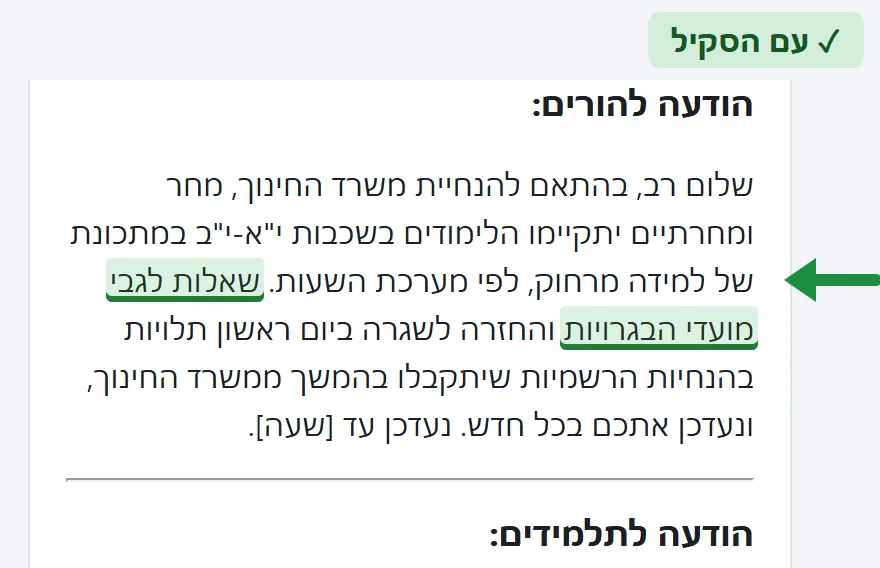 ✓ עם הסקיל
הודעה להורים:
שלום רב, בהתאם להנחיית משרד החינוך, מחר
ומחרתיים יתקיימו הלימודים בשכבות י"א-י"ב במתכונת
של למידה מרחוק, לפי מערכת השעות. שאלות לגבי
מועדי הבגרויות והחזרה לשגרה ביום ראשון תלויות
בהנחיות הרשמיות שיתקבלו בהמשך ממשרד החינוך,
ונעדכן אתכם בכל חדש. נעדכן עד [שעה].
הודעה לתלמידים: